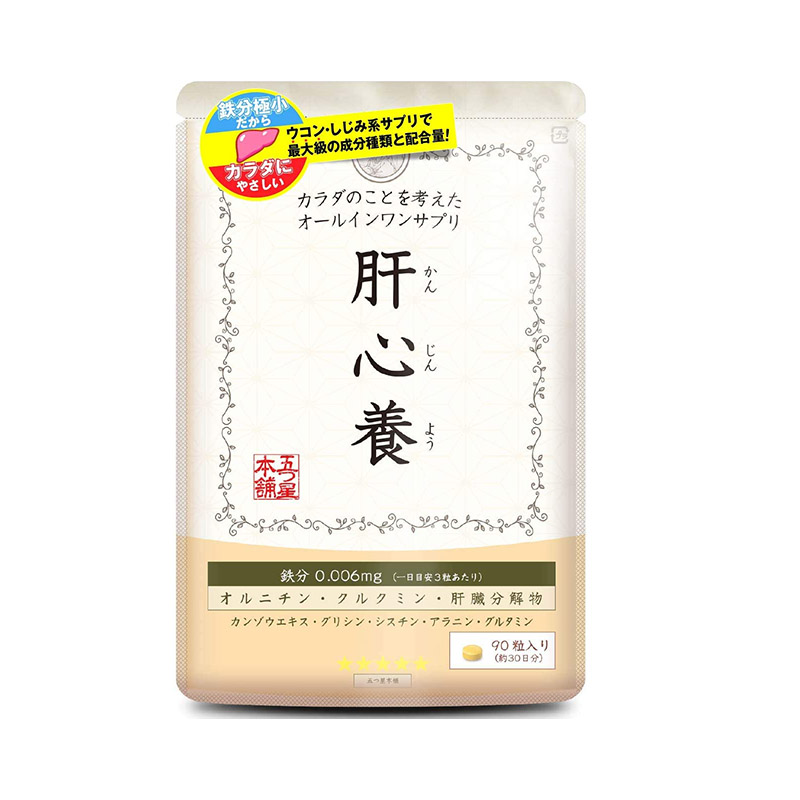 鉄分極小
だから
カラダに
やさしい
ウコン・しじみ系サプリで
最大級の成分種類と配合量!
カラダのことを考えた
オールインワンサプリ
肝心養
かんじんよう
五つ星
本舗
鉄分 0.006mg (一日目安3粒あたり)
オルニチン・クルクミン・肝臓分解物
カンゾウエキス・グリシン・シスチン・アラニン・グルタミン
90粒入り
(約30日分)
五つ星本舗